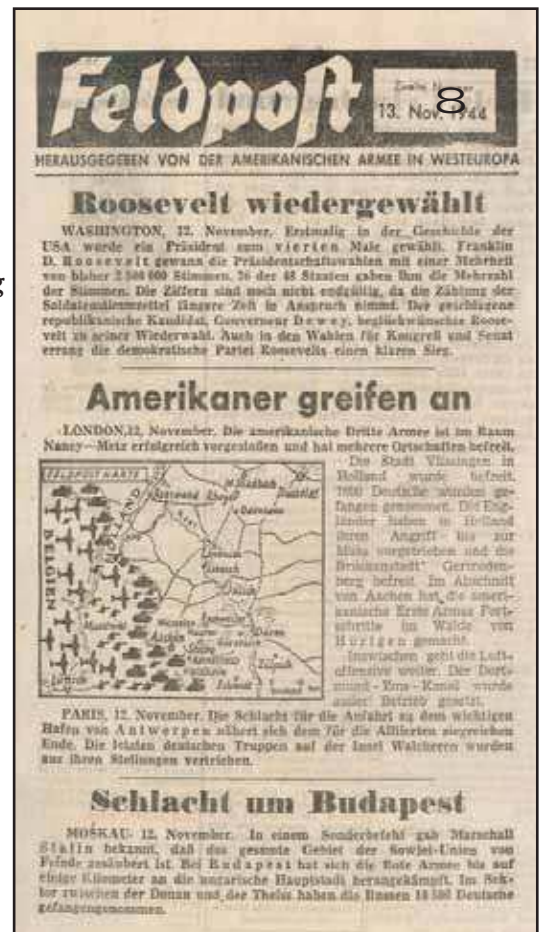 Feldpost
13. Nov. 1944
8
HERAUSGEGEBEN VON DER AMERIKANISCHEN ARMEE IN WESTEUROPA
Roosevelt wiedergewählt
WASHINGTON, 12. November. Erstmalig in der Geschichte der
USA wurde ein Präsident zum vierten Male gewählt. Franklin
D. Roosevelt gewann die Präsidentschaftswahlen mit einer Mehrheit
von bisher Stimmen. der 48 Staaten gaben ihm die Mehrzahl
der Stimmen. Die Ziffern sind noch nicht endgültig, da die Zählung der
Soldatenstimmzettel längere Zeit in Anspruch nimmt. Der geschlagene
republikanische Kandidat, Gouverneur Dewey, beglückwünschte Roose-
velt zu seiner Wiederwahl. Auch in den Wahlen für Kongreß und Senat
errang die demokratische Partei Roosevelts einen klaren Sieg.
Amerikaner greifen an
LONDON, 12. November. Die amerikanische Dritte Armee ist im Raum
Nancy—Metz erfolgreich vorgestoßen und hat mehrere Ortschaften befreit.
Die Stadt Vlissingen in
Holland wurde befreit.
Deutsche wurden ge-
fangen genommen. Die Eng-
länder haben in Holland
ihren Angriff bis zur
Maas vorgetrieben und die
befreit. Im Abschnitt
von Aachen hat die ameri-
kanische Erste Armee Fort-
schritte im Walde von
Hürtgen gemacht.
Inzwischen geht die Luft-
offensive weiter. Der Dort-
mund-Ems-Kanal wurde
außer Betrieb gesetzt.
FELDPOST KARTE
HOLLAND
BELGIEN
M.Gladbach
Jülich
Aachen
Düren
Zülpich
PARIS, 12. November. Die Schlacht für die Anfahrt zu dem wichtigen
Hafen von Antwerpen nähert sich dem für die Alliierten siegreichen
Ende. Die letzten deutschen Truppen auf der Insel Walcheren wurden
aus ihren Stellungen vertrieben.
Schlacht um Budapest
MOSKAU- 12. November. In einem Sonderbefehl gab Marschall
Stalin bekannt, daß das gesamte Gebiet der Sowjet-Union vom
Feinde gesäubert ist. Bei Budapest hat sich die Rote Armee bis auf
einige Kilometer an die ungarische Hauptstadt herangekämpft. Im Sek-
tor zwischen der Donau und der Theiss haben die Russen Deutsche
gefangengenommen.